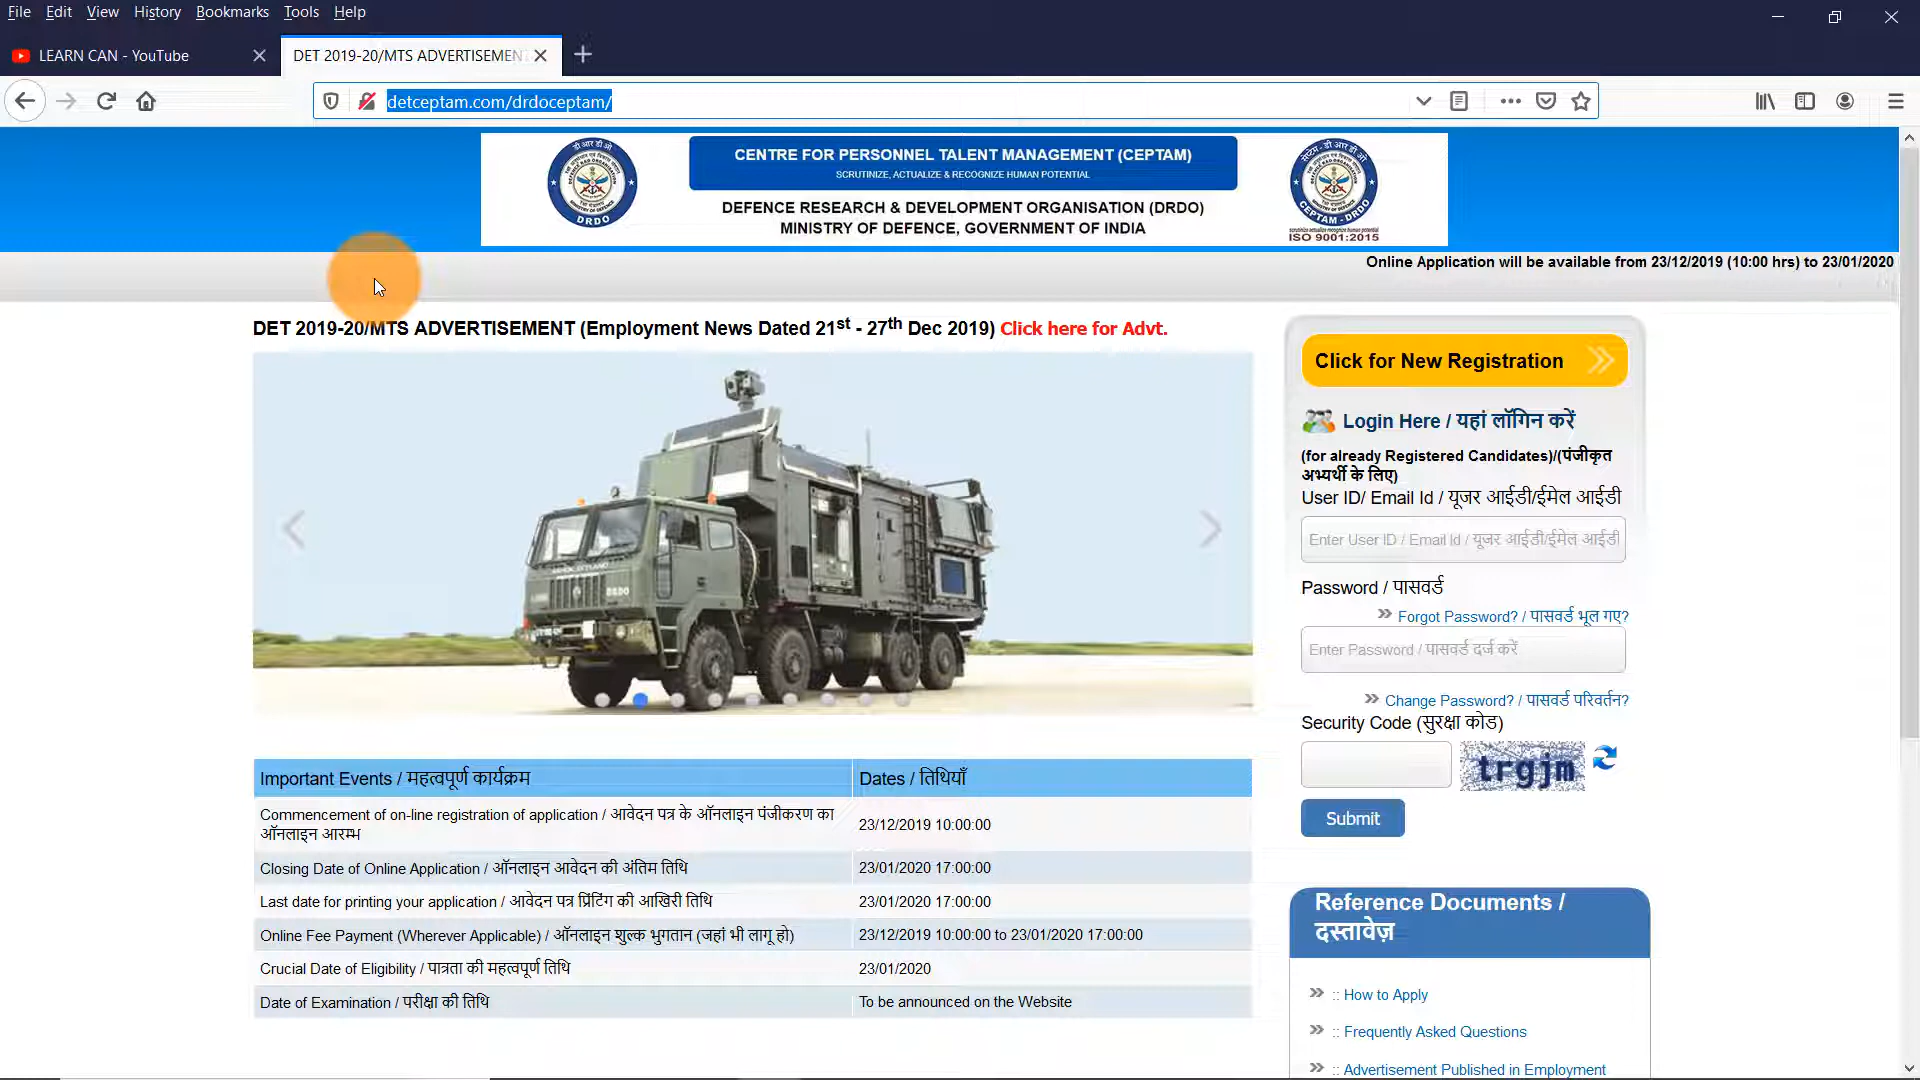 File Edit View History Bookmarks Tools Help
LEARN CAN - YouTube
DET 2019-20/MTS ADVERTISEMENT
detceptam.com/drdoceptam/
CENTRE FOR PERSONNEL TALENT MANAGEMENT (CEPTAM)
SCRUTINIZE, ACTUALIZE & RECOGNIZE HUMAN POTENTIAL
DEFENCE RESEARCH & DEVELOPMENT ORGANISATION (DRDO)
MINISTRY OF DEFENCE, GOVERNMENT OF INDIA
डी आर डी ओ
DRDO
CEPTAM - DRDO
ISO 9001:2015
Online Application will be available from 23/12/2019 (10:00 hrs) to 23/01/2020
DET 2019-20/MTS ADVERTISEMENT (Employment News Dated 21st - 27th Dec 2019) Click here for Advt.
DRDO
Important Events / महत्वपूर्ण कार्यक्रम Dates / तिथियाँ
Commencement of on-line registration of application / आवेदन पत्र के ऑनलाइन पंजीकरण का
ऑनलाइन आरम्भ 23/12/2019 10:00:00
Closing Date of Online Application / ऑनलाइन आवेदन की अंतिम तिथि 23/01/2020 17:00:00
Last date for printing your application / आवेदन पत्र प्रिंटिंग की आखिरी तिथि 23/01/2020 17:00:00
Online Fee Payment (Wherever Applicable) / ऑनलाइन शुल्क भुगतान (जहां भी लागू हो) 23/12/2019 10:00:00 to 23/01/2020 17:00:00
Crucial Date of Eligibility / पात्रता की महत्वपूर्ण तिथि 23/01/2020
Date of Examination / परीक्षा की तिथि To be announced on the Website
Click for New Registration
Login Here / यहां लॉगिन करें
(for already Registered Candidates)/(पंजीकृत
अभ्यर्थी के लिए)
User ID/ Email Id / यूजर आईडी/ईमेल आईडी
Enter User ID / Email Id / यूजर आईडी/ईमेल आईडी
Password / पासवर्ड
Forgot Password? / पासवर्ड भूल गए?
Enter Password / पासवर्ड दर्ज करें
Change Password? / पासवर्ड परिवर्तन?
Security Code (सुरक्षा कोड)
trgjm
Submit
Reference Documents /
दस्तावेज़
:: How to Apply
:: Frequently Asked Questions
:: Advertisement Published in Employment